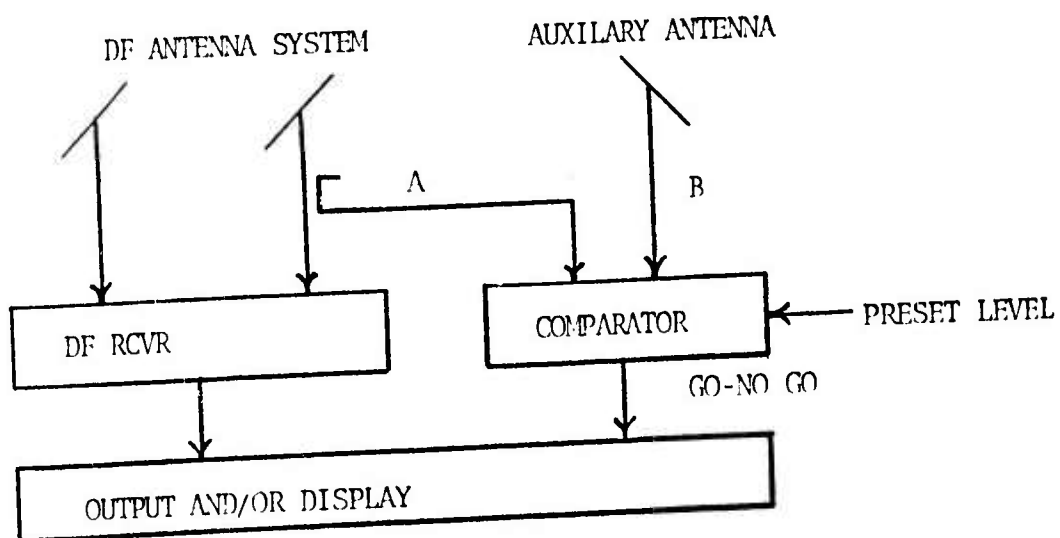 DF ANTENNA SYSTEM
AUXILARY ANTENNA
A
B
DF RCVR
COMPARATOR
PRESET LEVEL
GO-NO GO
OUTPUT AND/OR DISPLAY